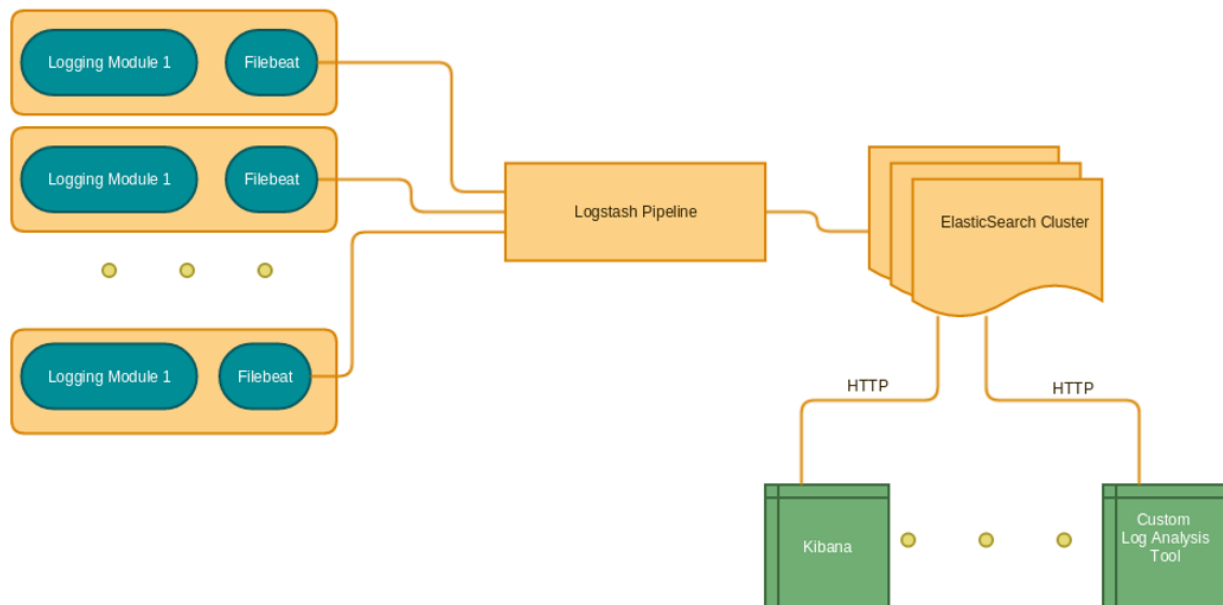 Logging Module 1
Filebeat
Logging Module 1
Filebeat
Logging Module 1
Filebeat
Logstash Pipeline
ElasticSearch Cluster
HTTP
HTTP
Kibana
Custom
Log Analysis
Tool